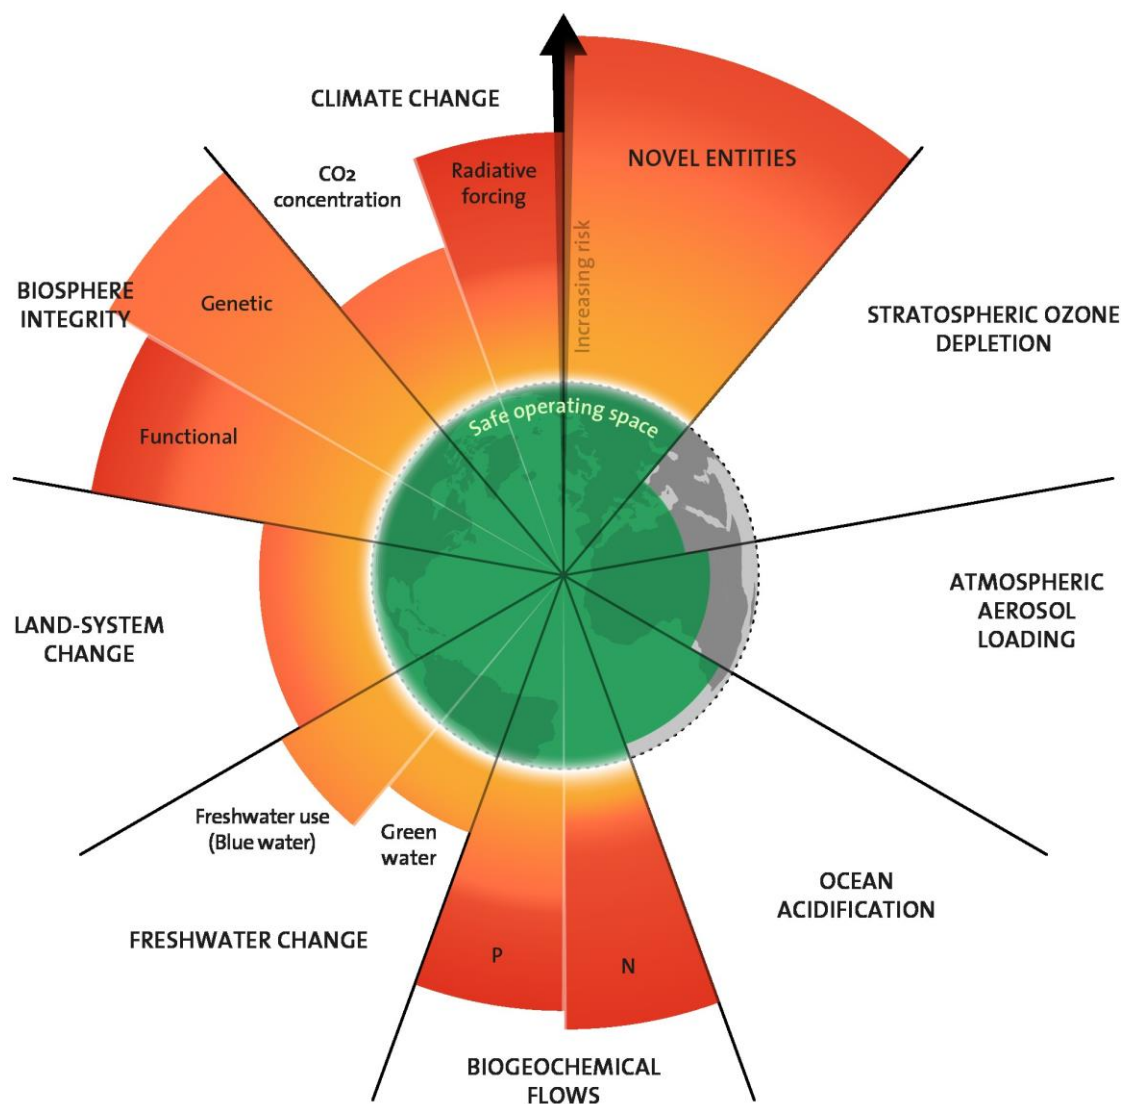 CLIMATE CHANGE
CO2
concentration
Radiative
forcing
NOVEL ENTITIES
Increasing risk
STRATOSPHERIC OZONE
DEPLETION
BIOSPHERE
INTEGRITY
Genetic
Functional
Safe operating space
ATMOSPHERIC
AEROSOL
LOADING
LAND-SYSTEM
CHANGE
Freshwater use
(Blue water)
Green
water
FRESHWATER CHANGE
P
N
OCEAN
ACIDIFICATION
BIOGEOCHEMICAL
FLOWS